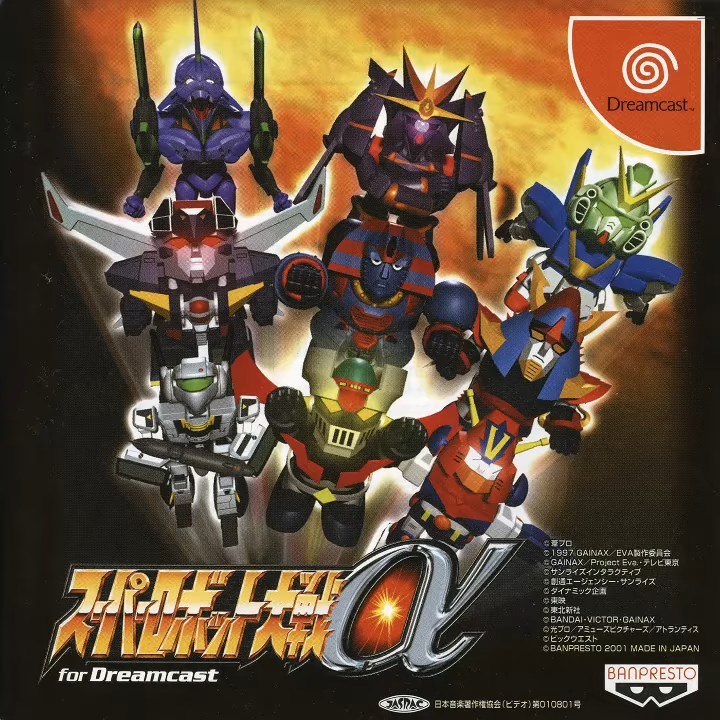 Dreamcast™
スーパーロボット大戦α
for Dreamcast
©葦プロ
©1997 GAINAX／EVA製作委員会
©GAINAX／Project Eva.・テレビ東京
©サンライズインタラクティブ
©創通エージェンシー・サンライズ
©ダイナミック企画
©東映
©東北新社
©BANDAI・VICTOR・GAINAX
©光プロ／アミューズピクチャーズ／アトランティス
©ビックウエスト
©BANPRESTO 2001 MADE IN JAPAN
BANPRESTO
JASRAC 日本音楽著作権協会（ビデオ）第010801号
V